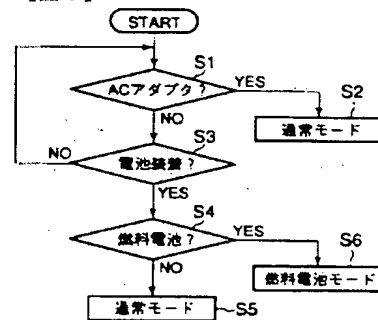 START
S1
ACアダプタ?
YES
S2
通常モード
NO
S3
電池装着?
NO
YES
S4
燃料電池?
YES
S6
燃料電池モード
NO
通常モード
S5